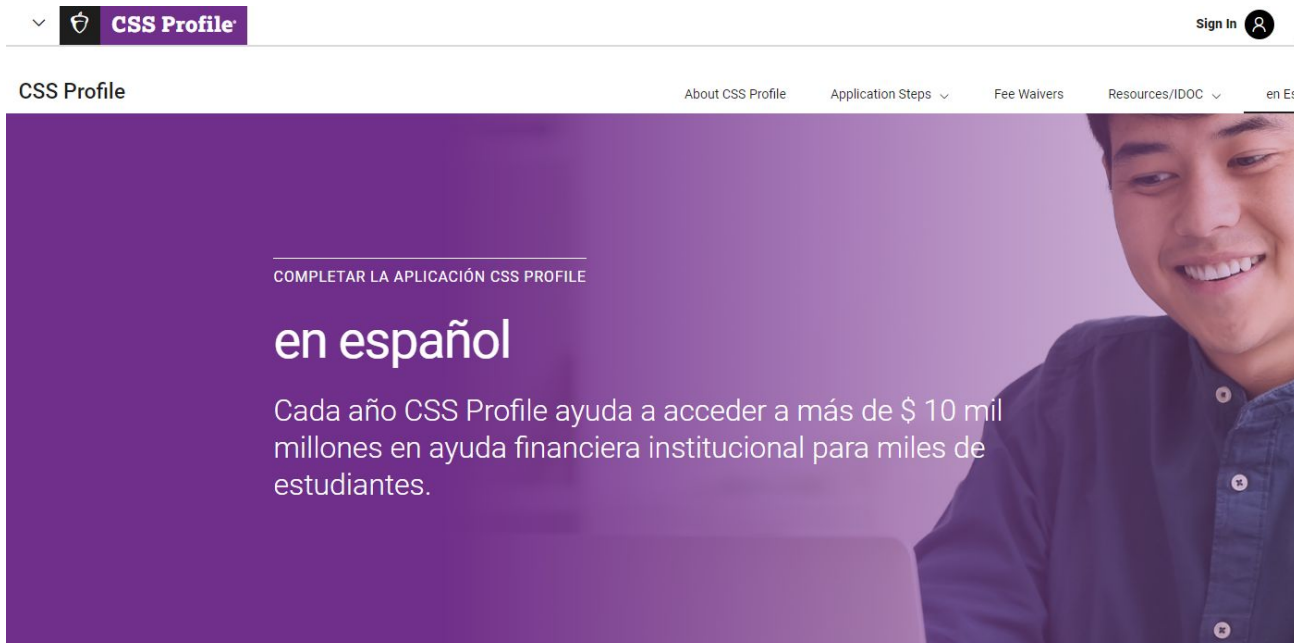 CSS Profile
Sign In
CSS Profile
About CSS Profile
Application Steps
Fee Waivers
Resources/IDOC
en Es
COMPLETAR LA APLICACIÓN CSS PROFILE
en español
Cada año CSS Profile ayuda a acceder a más de $ 10 mil
millones en ayuda financiera institucional para miles de
estudiantes.